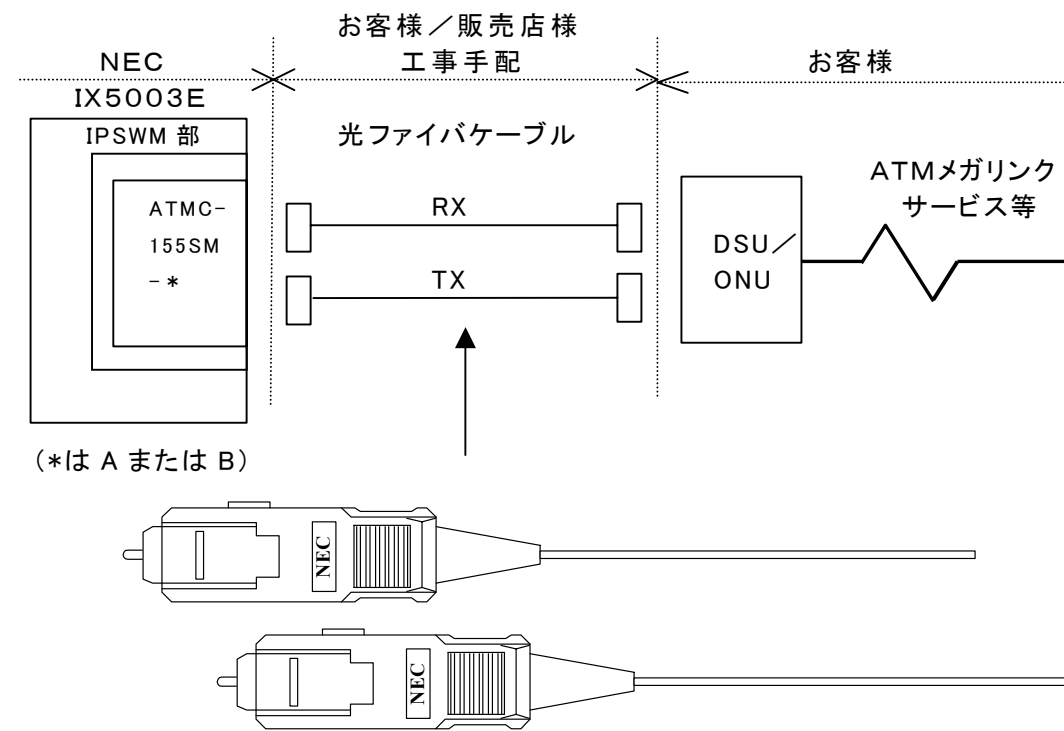 お客様／販売店様
工事手配
NEC
お客様
IX5003E
IPSWM 部
光ファイバケーブル
ATMC-
155SM
-*
RX
TX
DSU／
ONU
ATMメガリンク
サービス等
(*は A または B)
NEC
NEC